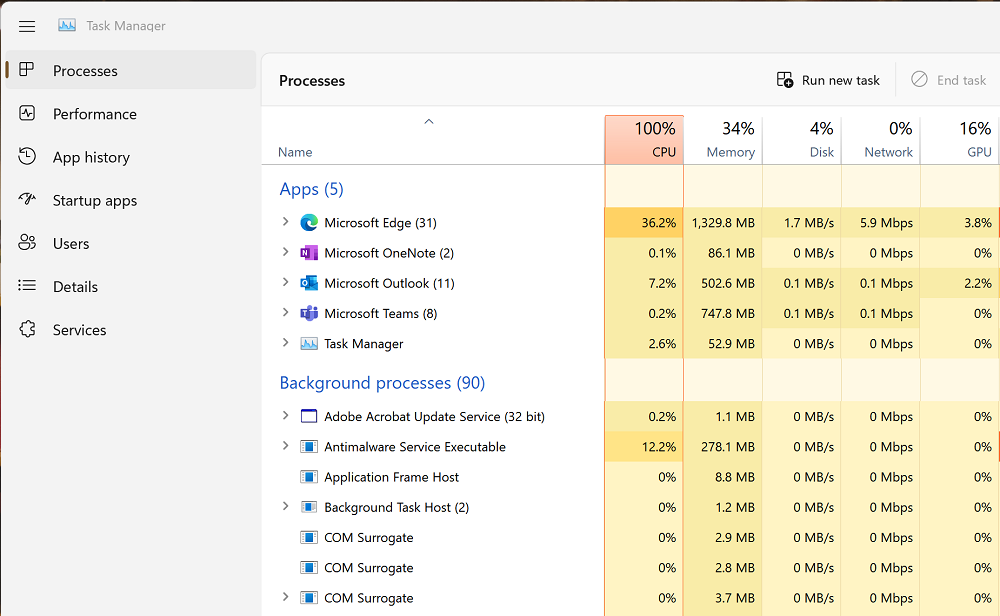 Task Manager
Processes
Performance
App history
Startup apps
Users
Details
Services
Processes Run new task End task
100% 34% 4% 0% 16%
Name CPU Memory Disk Network GPU
Apps (5)
Microsoft Edge (31) 36.2% 1,329.8 MB 1.7 MB/s 5.9 Mbps 3.8%
Microsoft OneNote (2) 0.1% 86.1 MB 0 MB/s 0 Mbps 0%
Microsoft Outlook (11) 7.2% 502.6 MB 0.1 MB/s 0.1 Mbps 2.2%
Microsoft Teams (8) 0.2% 747.8 MB 0.1 MB/s 0.1 Mbps 0%
Task Manager 2.6% 52.9 MB 0 MB/s 0 Mbps 0%
Background processes (90)
Adobe Acrobat Update Service (32 bit) 0.2% 1.1 MB 0 MB/s 0 Mbps 0%
Antimalware Service Executable 12.2% 278.1 MB 0 MB/s 0 Mbps 0%
Application Frame Host 0% 8.8 MB 0 MB/s 0 Mbps 0%
Background Task Host (2) 0% 1.2 MB 0 MB/s 0 Mbps 0%
COM Surrogate 0% 2.9 MB 0 MB/s 0 Mbps 0%
COM Surrogate 0% 2.8 MB 0 MB/s 0 Mbps 0%
COM Surrogate 0% 3.7 MB 0 MB/s 0 Mbps 0%